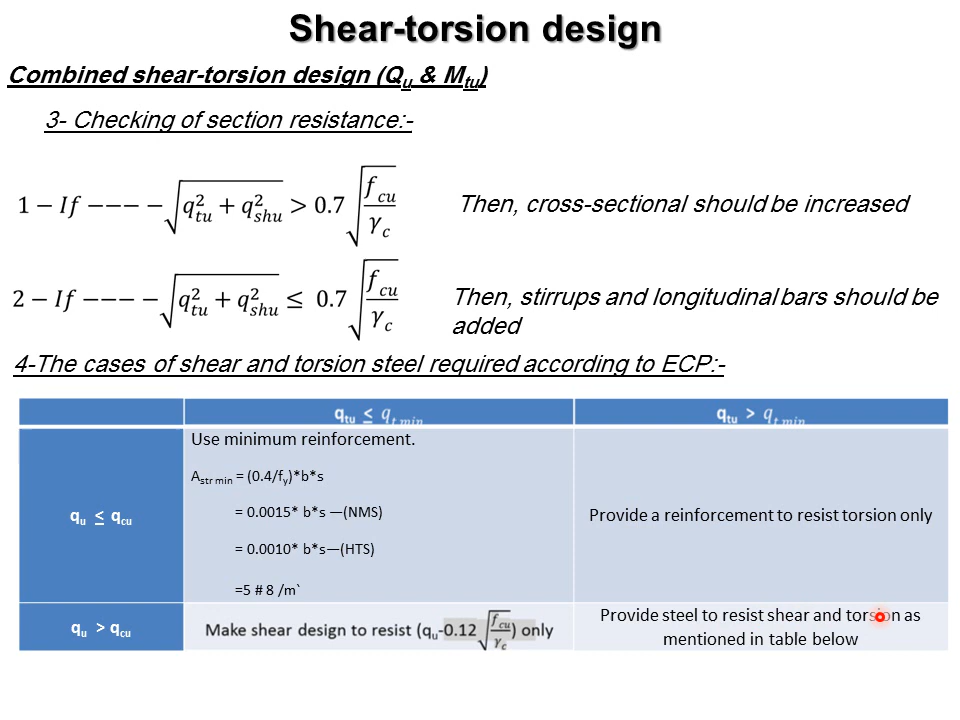 Shear-torsion design
Combined shear-torsion design (Qu & Mtu)
3- Checking of section resistance:-
1 − If −−−− √(q²tu + q²shu) > 0.7 √(fcu/γc) Then, cross-sectional should be increased
2 − If −−−− √(q²tu + q²shu) ≤ 0.7 √(fcu/γc) Then, stirrups and longitudinal bars should be
added
4-The cases of shear and torsion steel required according to ECP:-
qtu ≤ qt min qtu > qt min
Use minimum reinforcement.
Astr min = (0.4/fy)*b*s
= 0.0015* b*s —(NMS)
= 0.0010* b*s—(HTS)
=5 # 8 /m`
qu ≤ qcu
Provide a reinforcement to resist torsion only
qu > qcu
Make shear design to resist (qu-0.12 √(fcu/γc)) only
Provide steel to resist shear and torsion as
mentioned in table below